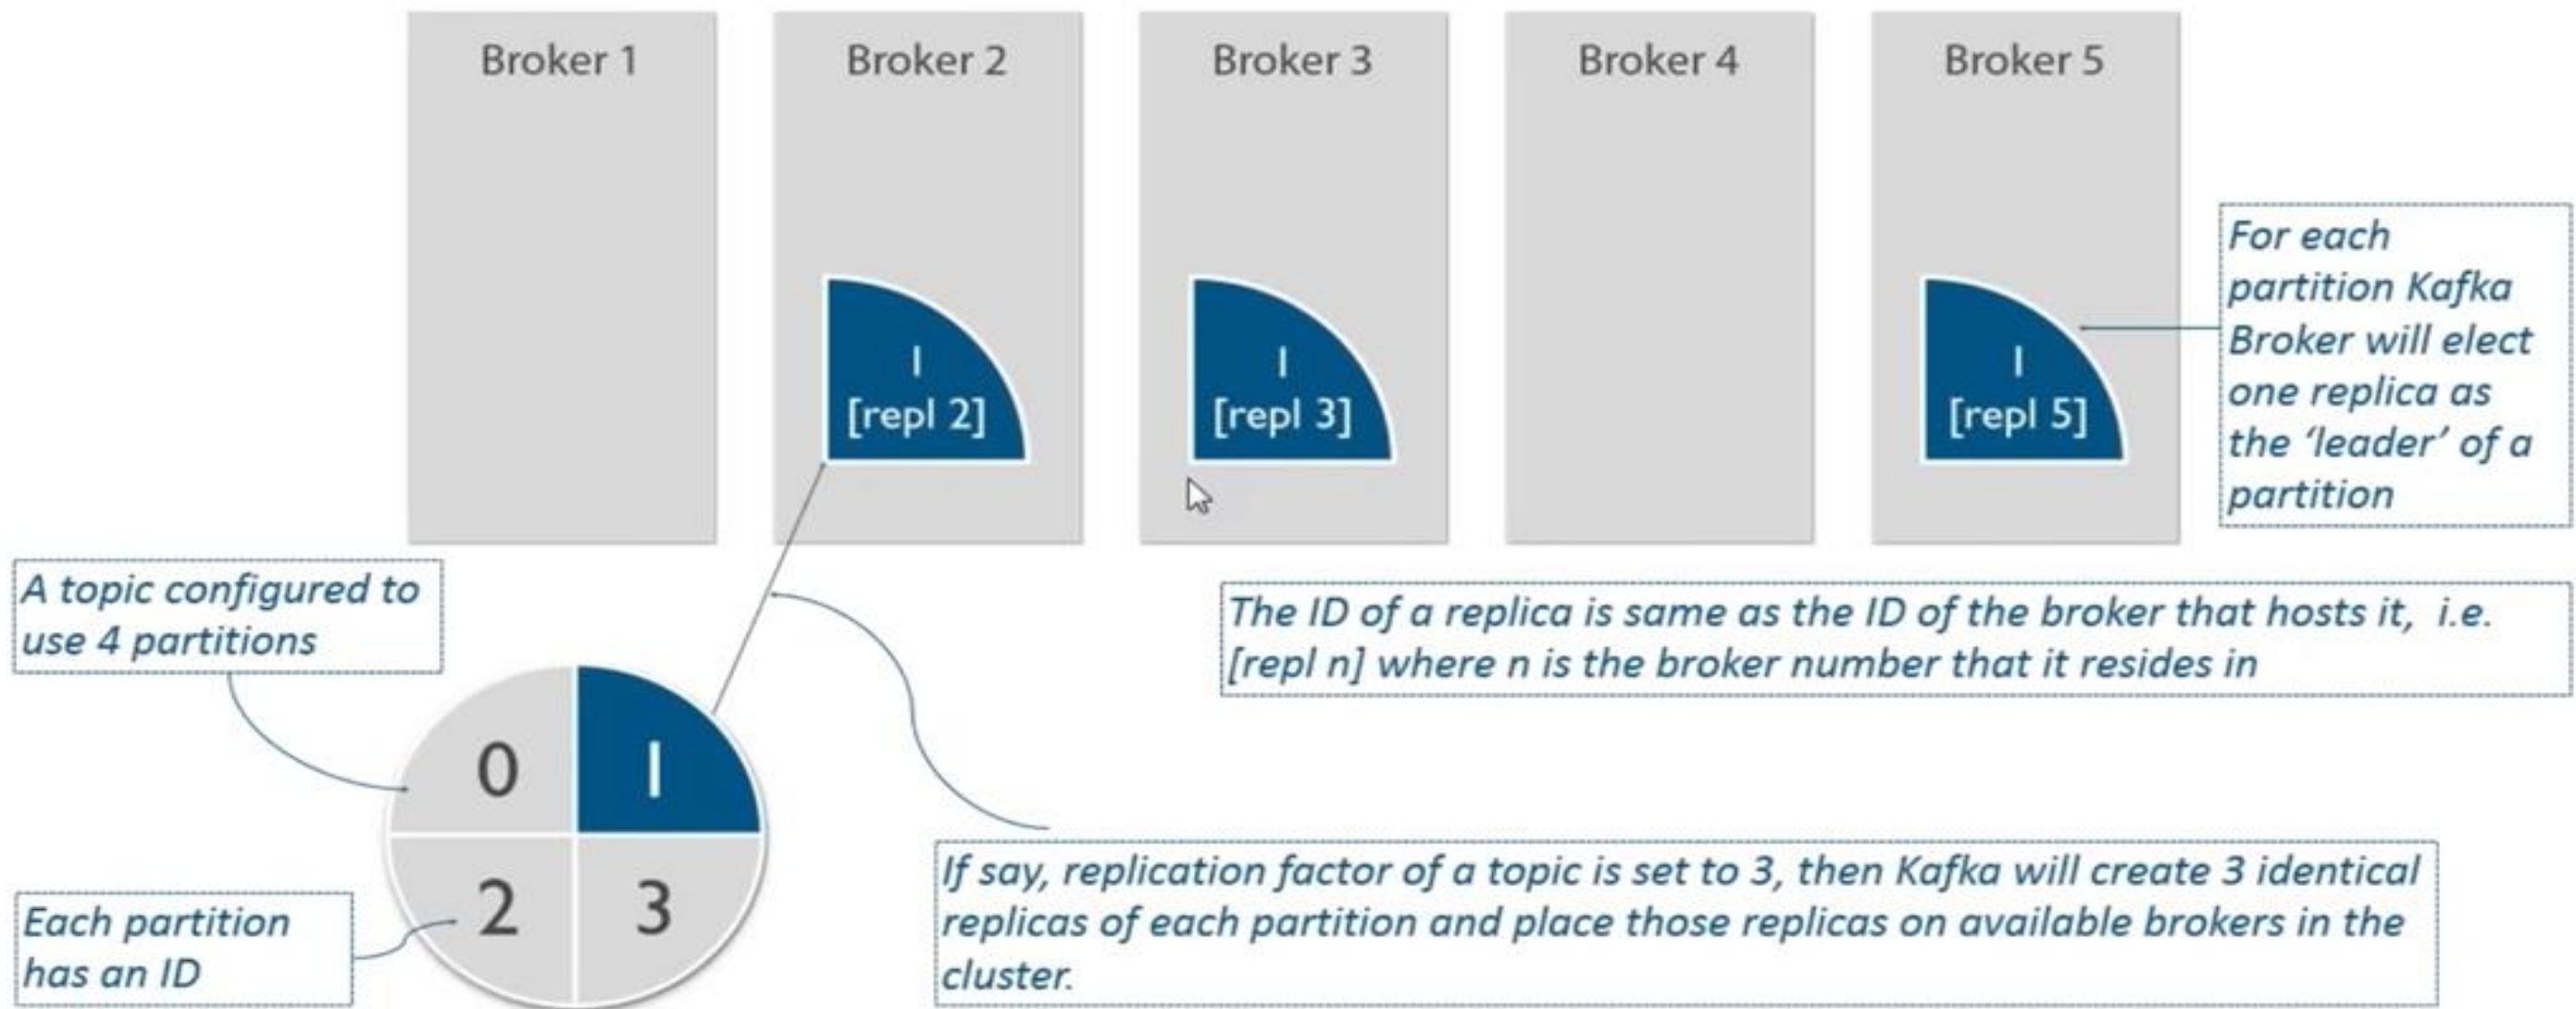 Broker 1
Broker 2
Broker 3
Broker 4
Broker 5
1
[repl 2]
1
[repl 3]
1
[repl 5]
For each
partition Kafka
Broker will elect
one replica as
the ‘leader’ of a
partition
A topic configured to
use 4 partitions
The ID of a replica is same as the ID of the broker that hosts it, i.e.
[repl n] where n is the broker number that it resides in
0
1
2
3
Each partition
has an ID
If say, replication factor of a topic is set to 3, then Kafka will create 3 identical
replicas of each partition and place those replicas on available brokers in the
cluster.